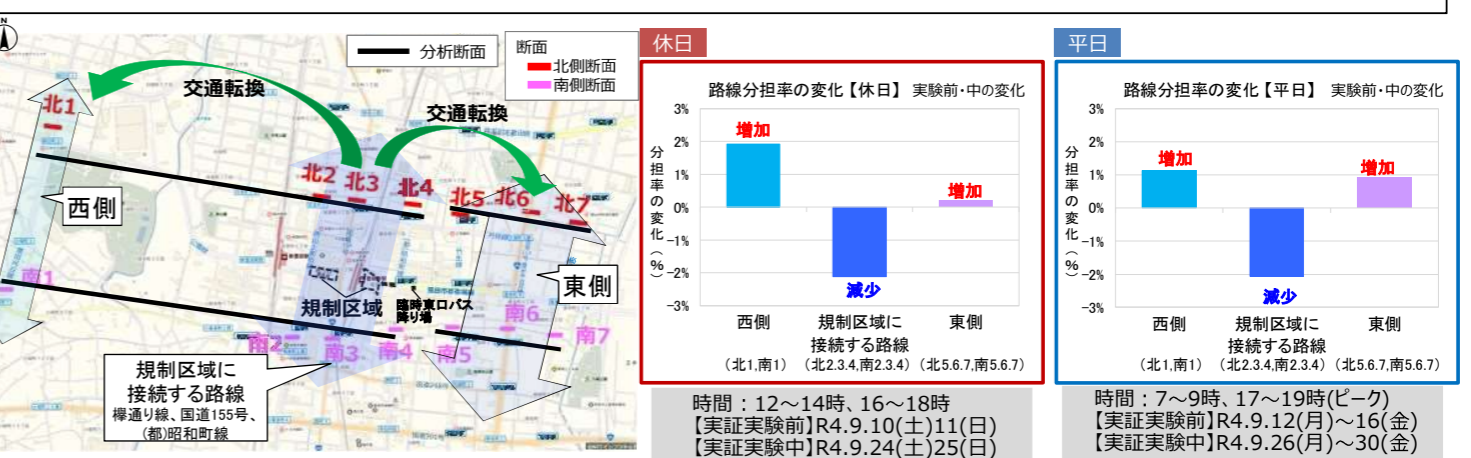 N
分析断面
断面
北側断面
南側断面
交通転換
交通転換
北1
北2
北3
北4
北5
北6
北7
西側
東側
規制区域
臨時東口バス
降り場
南1
南2
南3
南4
南5
南6
南7
規制区域に
接続する路線
欅通り線、国道155号、
(都)昭和町線
休日
路線分担率の変化【休日】 実験前・中の変化
分担率の変化(%)
3%
2%
1%
0%
-1%
-2%
-3%
増加
減少
増加
西側
規制区域に
接続する路線
東側
(北1,南1)
(北2.3.4,南2.3.4)
(北5.6.7,南5.6.7)
時間:12~14時、16~18時
【実証実験前】R4.9.10(土)11(日)
【実証実験中】R4.9.24(土)25(日)
平日
路線分担率の変化【平日】 実験前・中の変化
分担率の変化(%)
3%
2%
1%
0%
-1%
-2%
-3%
増加
減少
増加
西側
規制区域に
接続する路線
東側
(北1,南1)
(北2.3.4,南2.3.4)
(北5.6.7,南5.6.7)
時間:7~9時、17~19時(ピーク)
【実証実験前】R4.9.12(月)~16(金)
【実証実験中】R4.9.26(月)~30(金)